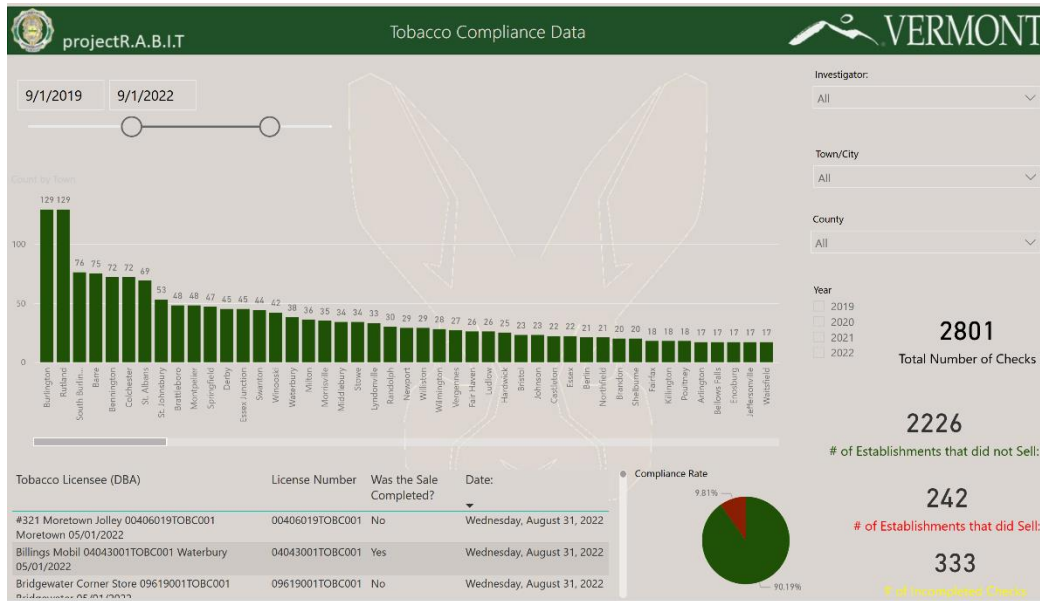 projectR.A.B.I.T
Tobacco Compliance Data
VERMONT
9/1/2019 9/1/2022
Investigator:
All
Town/City
All
County
All
Year
2019
2020
2021
2022
2801
Total Number of Checks
2226
# of Establishments that did not Sell:
242
# of Establishments that did Sell:
333
# of Incompleted Checks
Count by Town
129 129 76 75 72 72 69 53 48 48 47 45 45 44 42 38 36 35 34 34 33 30 29 29 28 27 26 26 25 23 23 22 22 21 21 20 20 18 18 18 17 17 17 17 17
100
50
0
Burlington
Rutland
South Burlin...
Barre
Bennington
Colchester
St. Albans
St. Johnsbury
Brattleboro
Montpelier
Springfield
Derby
Essex Junction
Swanton
Winooski
Waterbury
Milton
Morrisville
Middlebury
Stowe
Lyndonville
Randolph
Newport
Williston
Wilmington
Vergennes
Fair Haven
Ludlow
Hardwick
Bristol
Johnson
Castleton
Essex
Berlin
Northfield
Brandon
Shelburne
Fairfax
Killington
Poultney
Arlington
Bellows Falls
Enosburg
Jeffersonville
Waitsfield
Tobacco Licensee (DBA) License Number Was the Sale Completed? Date:
#321 Moretown Jolley 00406019TOBC001 00406019TOBC001 No Wednesday, August 31, 2022
Moretown 05/01/2022
Billings Mobil 04043001TOBC001 Waterbury 04043001TOBC001 Yes Wednesday, August 31, 2022
05/01/2022
Bridgewater Corner Store 09619001TOBC001 09619001TOBC001 No Wednesday, August 31, 2022
Bridgewater 05/01/2022
Compliance Rate
9.81%
90.19%